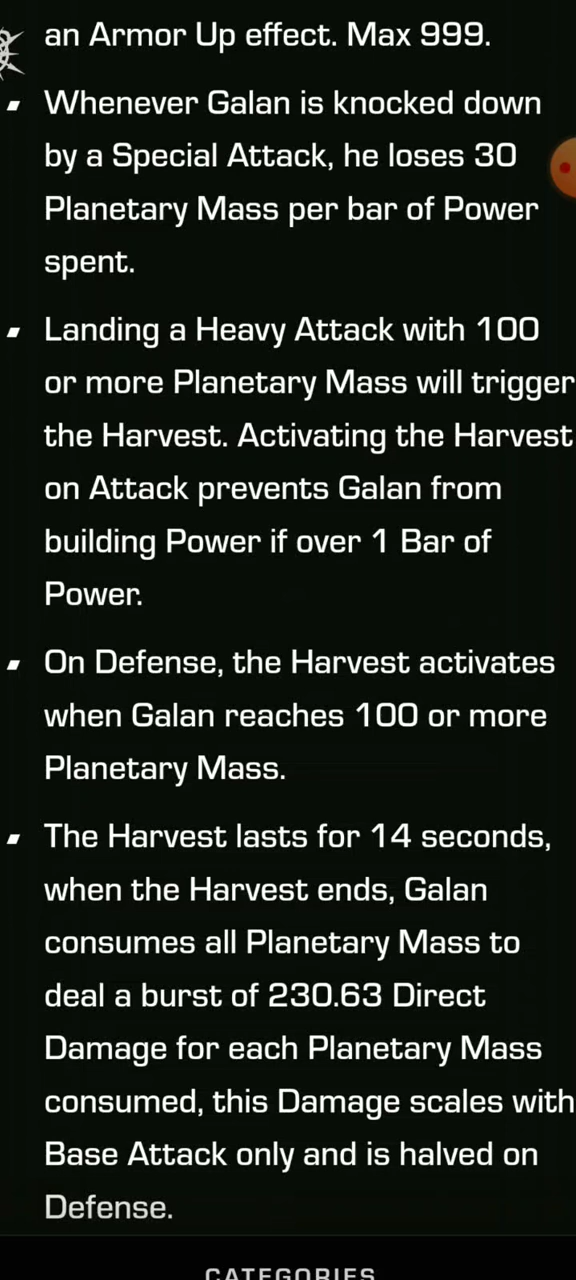 an Armor Up effect. Max 999.
Whenever Galan is knocked down
by a Special Attack, he loses 30
Planetary Mass per bar of Power
spent.
Landing a Heavy Attack with 100
or more Planetary Mass will trigger
the Harvest. Activating the Harvest
on Attack prevents Galan from
building Power if over 1 Bar of
Power.
On Defense, the Harvest activates
when Galan reaches 100 or more
Planetary Mass.
The Harvest lasts for 14 seconds,
when the Harvest ends, Galan
consumes all Planetary Mass to
deal a burst of 230.63 Direct
Damage for each Planetary Mass
consumed, this Damage scales with
Base Attack only and is halved on
Defense.
CATEGORIES